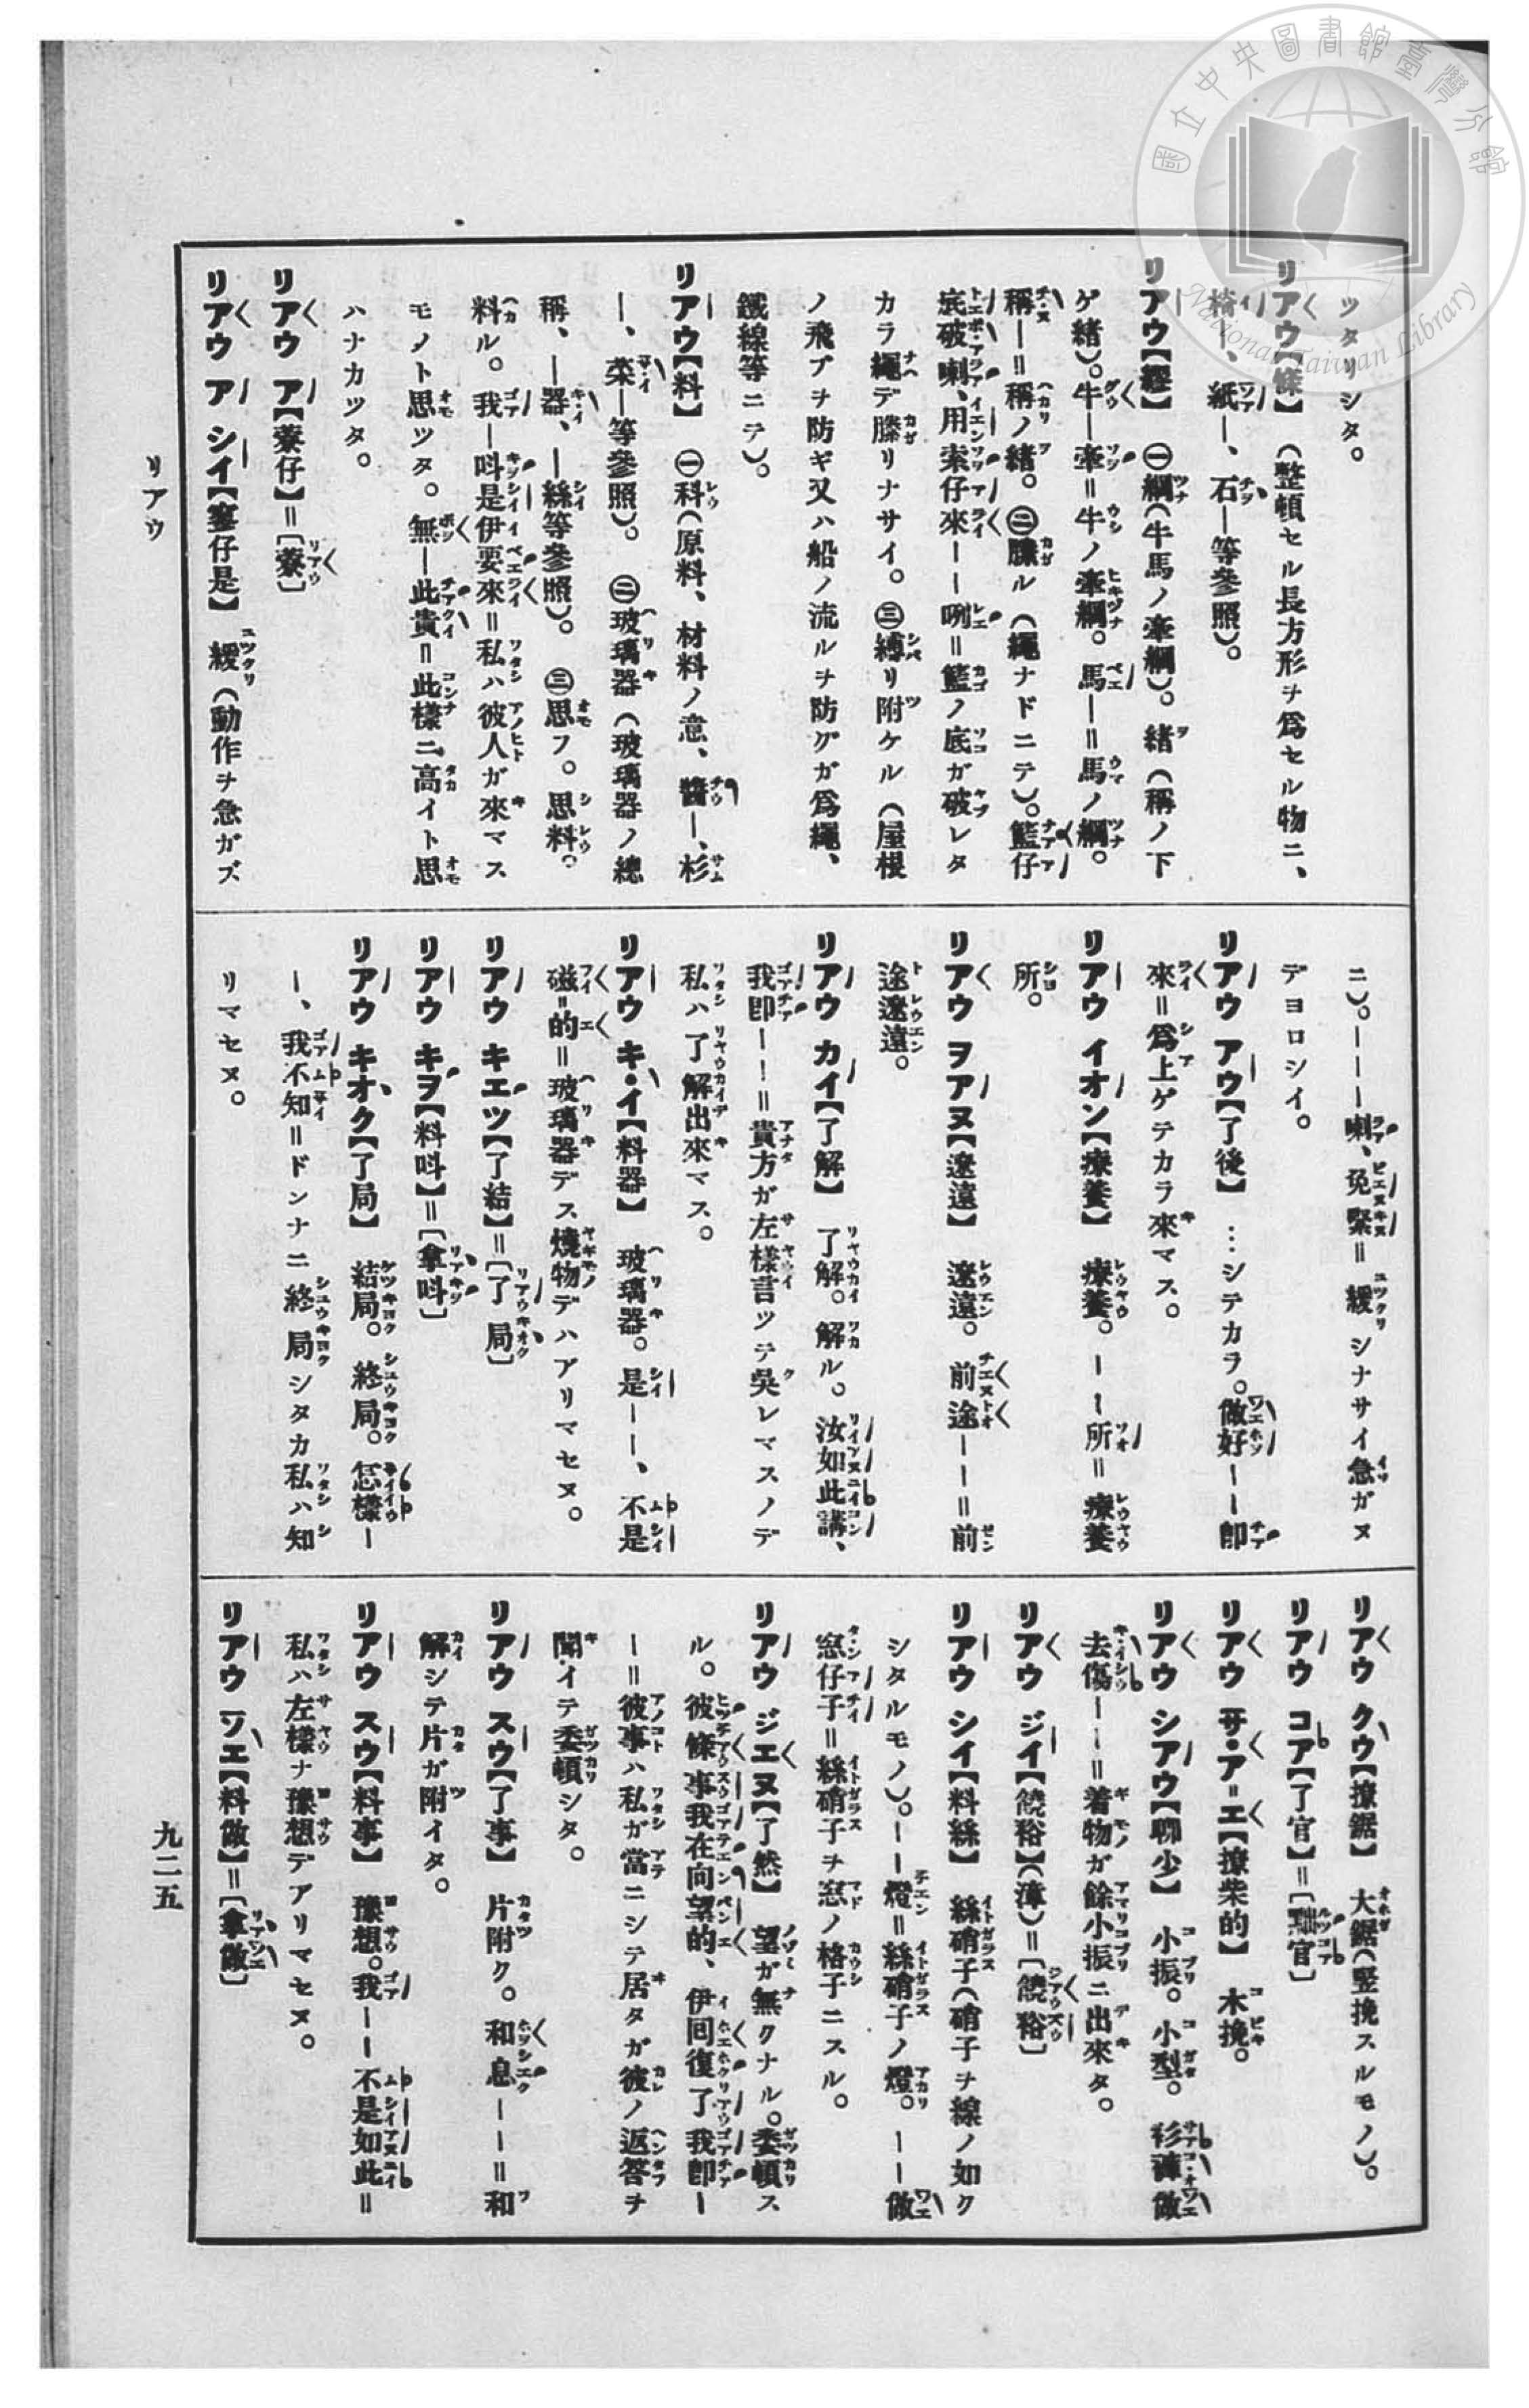 ツタリシタ。
リアウ【條】 (整頓セル長方形ヲ爲セル物ニ、
椅―、紙―、石―等參照)。
リアウ【繚】 ㊀綱(牛馬ノ牽綱)。緖(稱ノ下
ゲ緖)。牛―牽=牛ノ牽綱。馬―=馬ノ綱。
稱―=稱ノ緖。㊁縢ル(繩ナドニテ)。籃仔
底破喇、用索仔來――咧=籃ノ底ガ破レタ
カラ繩デ縢リナサイ。㊂縛リ附ケル(屋根
ノ飛ブヲ防ギ又ハ船ノ流ルヲ防グガ爲繩、
鐵線等ニテ)。
リアウ【料】 ㊀料(原料、材料ノ意、醬―、杉
―、菜―等參照)。 ㊁玻璃器(玻璃器ノ總
稱、―器、―絲等參照)。 ㊂思フ。思料。
料ル。我―呌是伊要來=私ハ彼人ガ來マス
モノト思ツタ。無―此貴=此樣ニ高イト思
ハナカツタ。
リアウ ア【藔仔】=〔藔〕
リアウ ア シイ【寥仔是】 緩(動作ヲ急ガズ
ニ)。―――喇、免緊=緩シナサイ急ガヌ
デヨロシイ。
リアウ アウ【了後】 …シテカラ。做好――卽
來=爲上ゲテカラ來マス。
リアウ イオン【療養】 療養。――所=療養
所。
リアウ ヲアヌ【遼遠】 遼遠。前途――=前
途遼遠。
リアウ カイ【了解】 了解。解ル。汝如此講、
我卽――=貴方ガ左樣言ツテ吳レマスノデ
私ハ了解出來マス。
リアウ キイ【料器】 玻璃器。是――、不是
磁的=玻璃器デス燒物デハアリマセヌ。
リアウ キエツ【了結】=〔了局〕
リアウ キヲ【料呌】=〔拿呌〕
リアウ キオク【了局】 結局。終局。怎樣―
―、我不知=ドンナニ終局シタカ私ハ知
リマセヌ。
リアウ クウ【撩鋸】 大鋸(竪挽スルモノ)。
リアウ コア【了官】=〔黜官〕
リアウ サア エ【撩柴的】 木挽。
リアウ シアウ【聊少】 小振。小型。衫褲做
去傷――=着物ガ餘小振ニ出來タ。
リアウ ジイ【饒裕】(漳)=〔饒裕〕
リアウ シイ【料絲】 絲硝子(硝子ヲ線ノ如ク
シタルモノ)。――燈=絲硝子ノ燈。――做
窓仔子=絲硝子ヲ窓ノ格子ニスル。
リアウ ジエヌ【了然】 望ガ無クナル。委頓ス
ル。彼條事我在向望的、伊囘復了我卽―
―=彼事ハ私ガ當ニシテ居タガ彼ノ返答ヲ
聞イテ委頓シタ。
リアウ スウ【了事】 片附ク。和息――=和
解シテ片ガ附イタ。
リアウ スウ【料事】 豫想。我――不是如此=
私ハ左樣ナ豫想デアリマセヌ。
リアウ ヅエ【料做】=〔拿做〕
リアウ
九二五
國立中央圖書館臺灣分館
National Taiwan Library